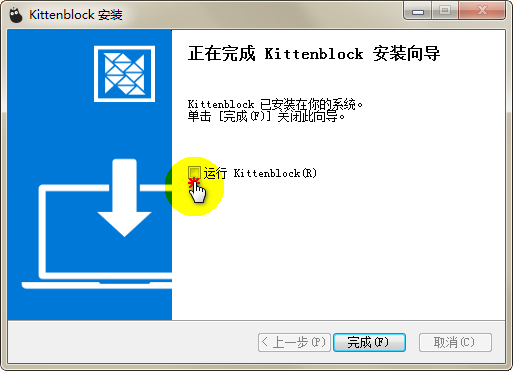 Kittenblock 安装
正在完成 Kittenblock 安装向导
Kittenblock 已安装在你的系统。
单击 [完成(F)] 关闭此向导。
运行 Kittenblock(R)
< 上一步(P) 完成(F) 取消(C)